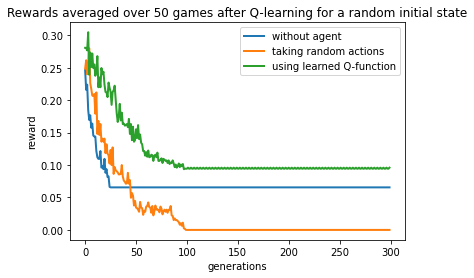 Rewards averaged over 50 games after Q-learning for a random initial state
without agent
taking random actions
using learned Q-function
reward
0.30
0.25
0.20
0.15
0.10
0.05
0.00
0 50 100 150 200 250 300
generations